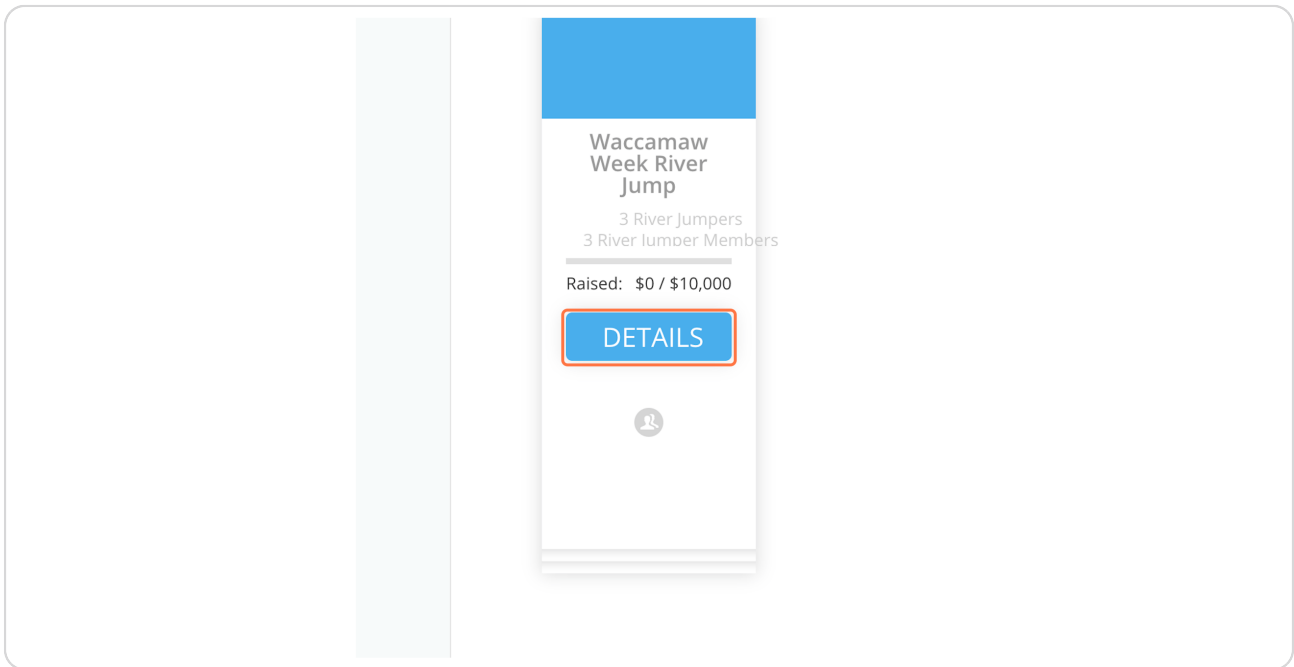 Waccamaw
Week River
Jump
3 River Jumpers
3 River Jumper Members
Raised: $0 / $10,000
DETAILS